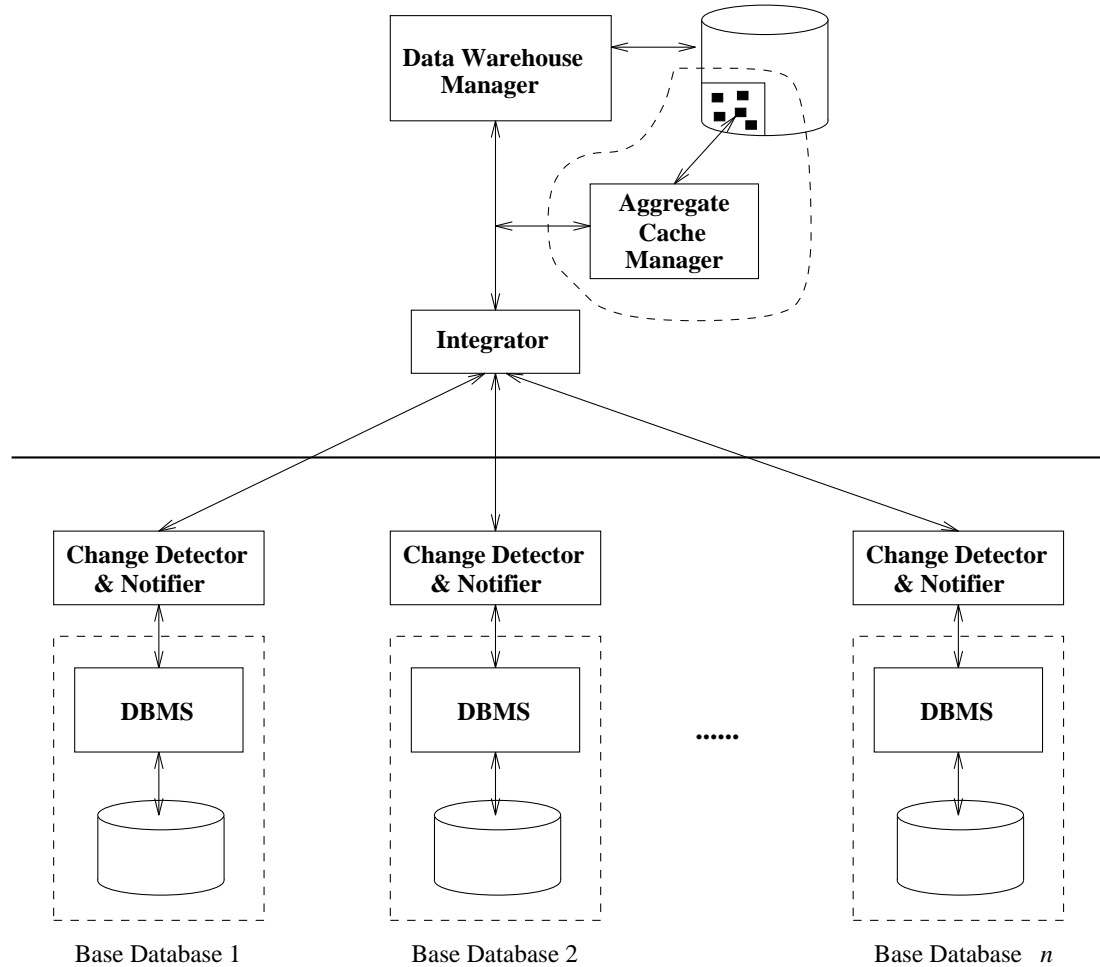 Data Warehouse
Manager
Aggregate
Cache
Manager
Integrator
Change Detector
& Notifier
Change Detector
& Notifier
Change Detector
& Notifier
DBMS
DBMS
......
DBMS
Base Database 1
Base Database 2
Base Database n